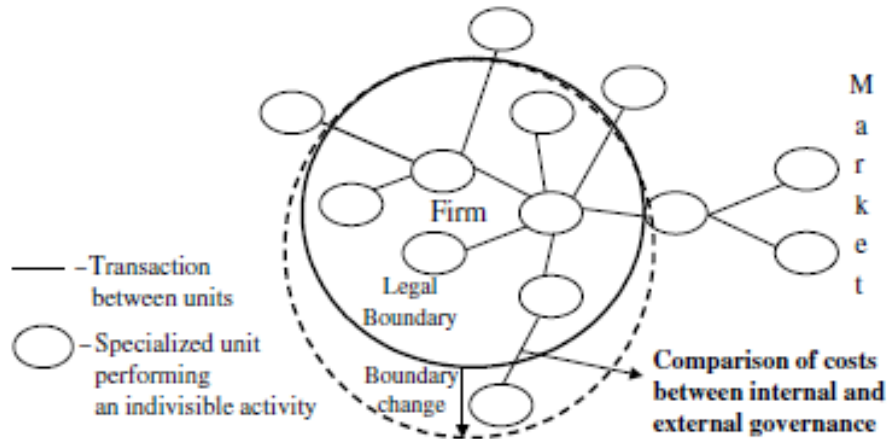 M
a
r
k
e
t
Firm
Legal
Boundary
Boundary
change
–Transaction
between units
–Specialized unit
performing
an indivisible activity
Comparison of costs
between internal and
external governance